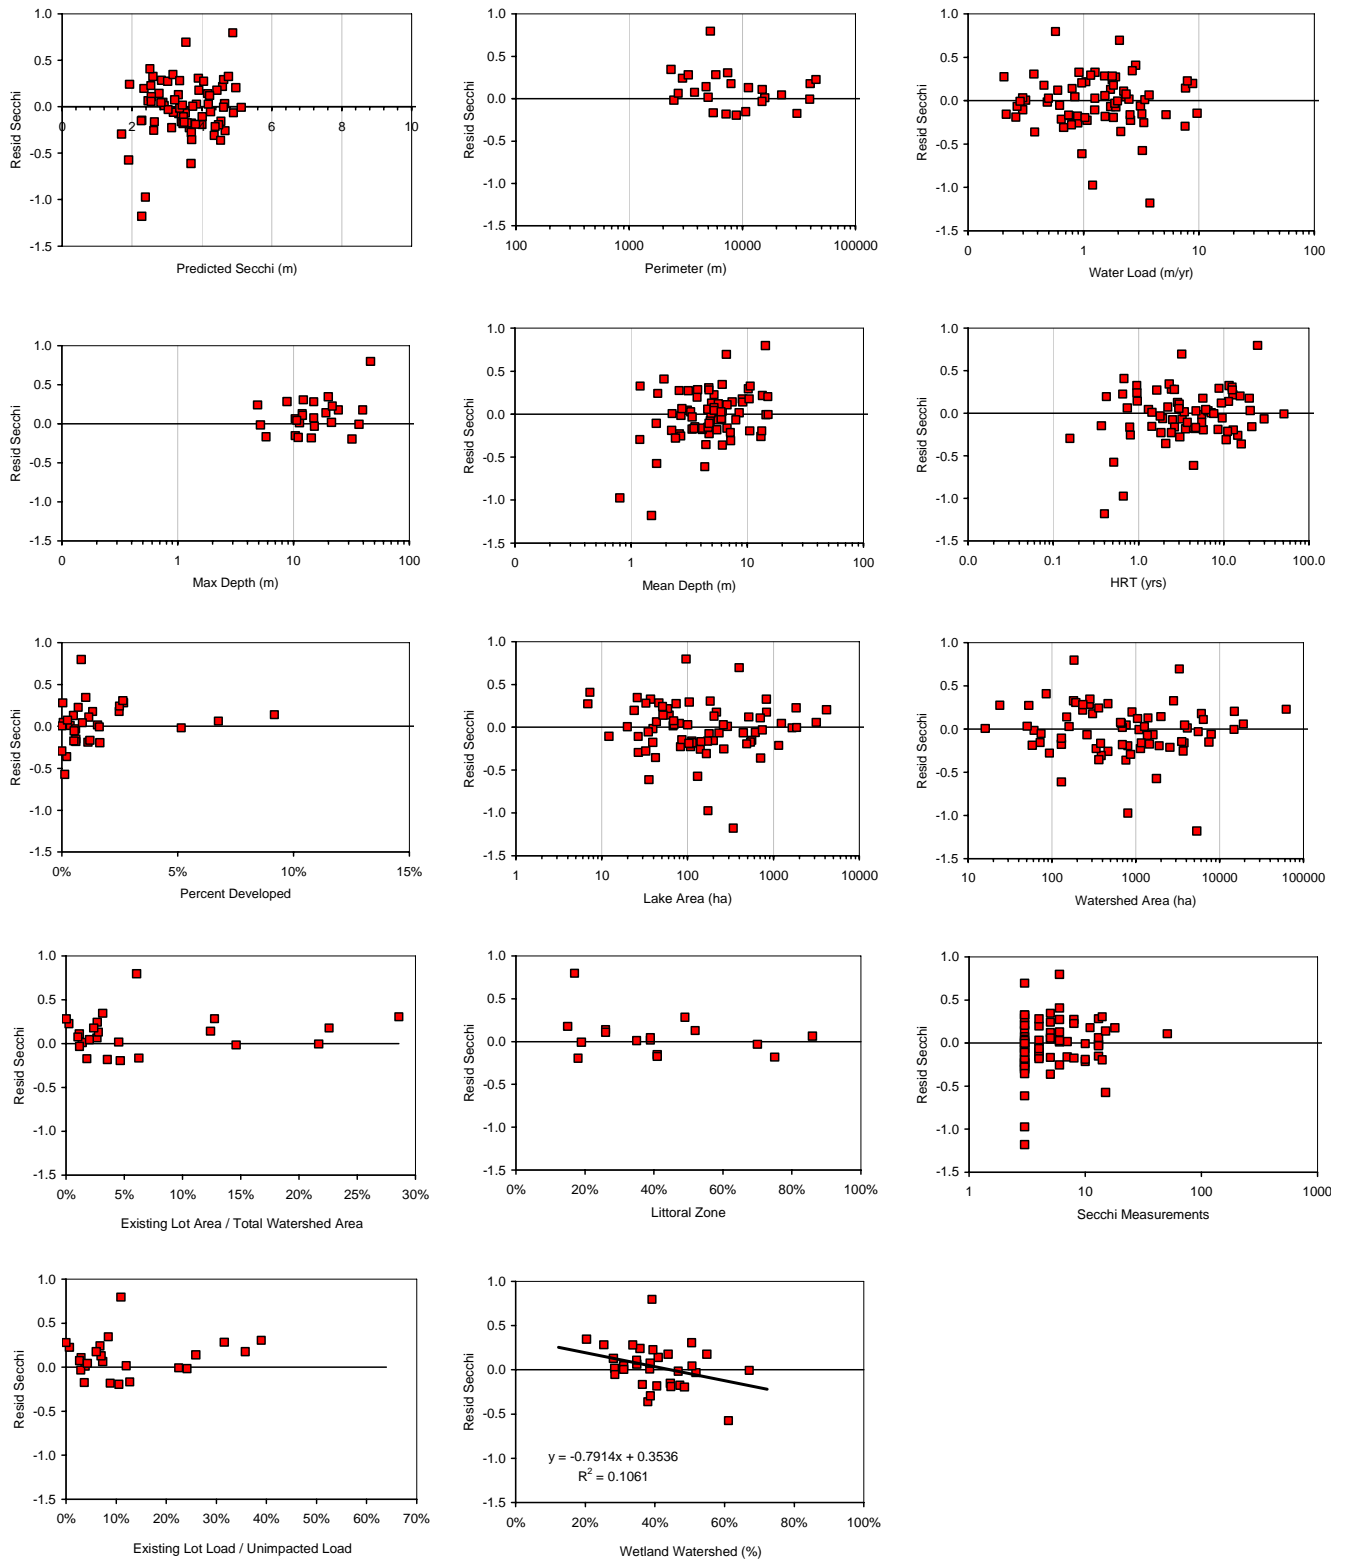 1.0
0.5
0.0
-0.5
-1.0
-1.5
Resid Secchi
0 2 4 6 8 10
Predicted Secchi (m)
1.0
0.5
0.0
-0.5
-1.0
-1.5
Resid Secchi
100 1000 10000 100000
Perimeter (m)
1.0
0.5
0.0
-0.5
-1.0
-1.5
Resid Secchi
0 1 10 100
Water Load (m/yr)
1.0
0.5
0.0
-0.5
-1.0
-1.5
Resid Secchi
0 1 10 100
Max Depth (m)
1.0
0.5
0.0
-0.5
-1.0
-1.5
Resid Secchi
0 1 10 100
Mean Depth (m)
1.0
0.5
0.0
-0.5
-1.0
-1.5
Resid Secchi
0.0 0.1 1.0 10.0 100.0
HRT (yrs)
1.0
0.5
0.0
-0.5
-1.0
-1.5
Resid Secchi
0% 5% 10% 15%
Percent Developed
1.0
0.5
0.0
-0.5
-1.0
-1.5
Resid Secchi
1 10 100 1000 10000
Lake Area (ha)
1.0
0.5
0.0
-0.5
-1.0
-1.5
Resid Secchi
10 100 1000 10000 100000
Watershed Area (ha)
1.0
0.5
0.0
-0.5
-1.0
-1.5
Resid Secchi
0% 5% 10% 15% 20% 25% 30%
Existing Lot Area / Total Watershed Area
1.0
0.5
0.0
-0.5
-1.0
-1.5
Resid Secchi
0% 20% 40% 60% 80% 100%
Littoral Zone
1.0
0.5
0.0
-0.5
-1.0
-1.5
Resid Secchi
1 10 100 1000
Secchi Measurements
1.0
0.5
0.0
-0.5
-1.0
-1.5
Resid Secchi
0% 10% 20% 30% 40% 50% 60% 70%
Existing Lot Load / Unimpacted Load
1.0
0.5
0.0
-0.5
-1.0
-1.5
Resid Secchi
y = -0.7914x + 0.3536
R² = 0.1061
0% 20% 40% 60% 80% 100%
Wetland Watershed (%)